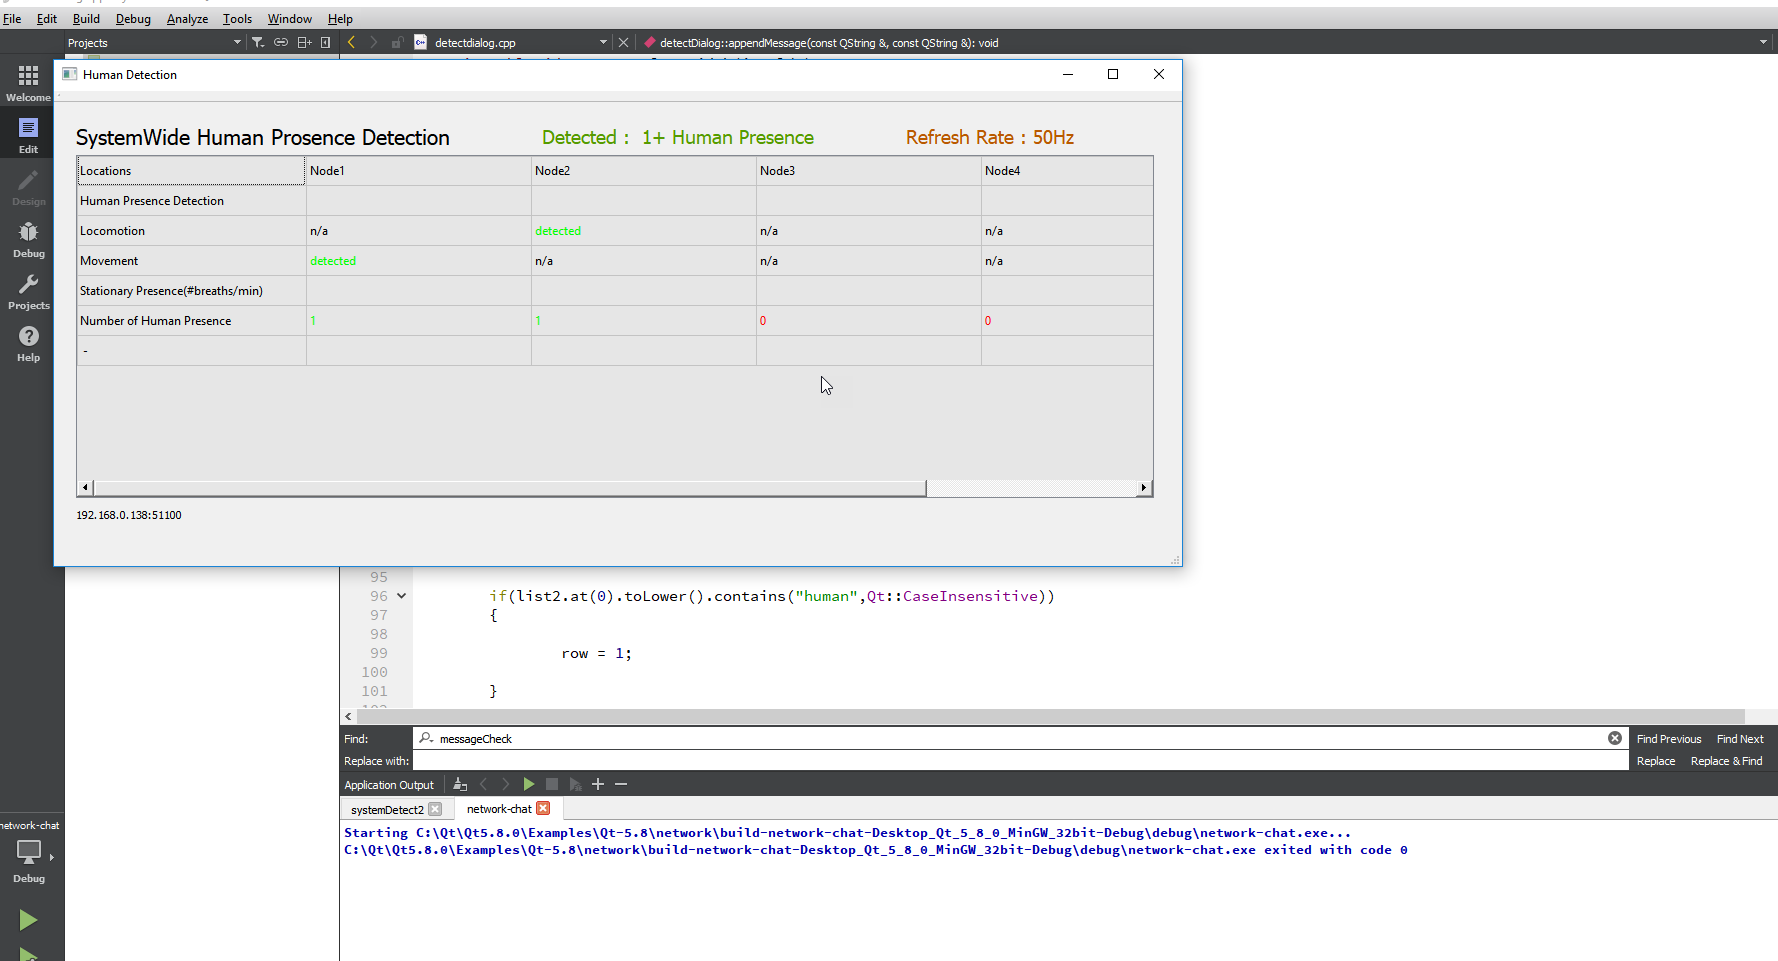 File Edit Build Debug Analyze Tools Window Help
Projects detectdialog.cpp detectDialog::appendMessage(const QString &, const QString &): void
Welcome
Edit
Design
Debug
Projects
Help
Human Detection
SystemWide Human Prosence Detection Detected : 1+ Human Presence Refresh Rate : 50Hz
Locations Node1 Node2 Node3 Node4
Human Presence Detection
Locomotion n/a detected n/a n/a
Movement detected n/a n/a n/a
Stationary Presence(#breaths/min)
Number of Human Presence 1 1 0 0
-
192.168.0.138:51100
95
96 if(list2.at(0).toLower().contains("human",Qt::CaseInsensitive))
97 {
98
99 row = 1;
100
101 }
Find: messageCheck Find Previous Find Next
Replace with: Replace Replace & Find
Application Output
systemDetect2 network-chat
Starting C:\Qt\Qt5.8.0\Examples\Qt-5.8\network\build-network-chat-Desktop_Qt_5_8_0_MinGW_32bit-Debug\debug\network-chat.exe...
C:\Qt\Qt5.8.0\Examples\Qt-5.8\network\build-network-chat-Desktop_Qt_5_8_0_MinGW_32bit-Debug\debug\network-chat.exe exited with code 0
network-chat
Debug